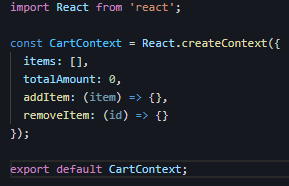 import React from 'react';
const CartContext = React.createContext({
  items: [],
  totalAmount: 0,
  addItem: (item) => {},
  removeItem: (id) => {}
});
export default CartContext;